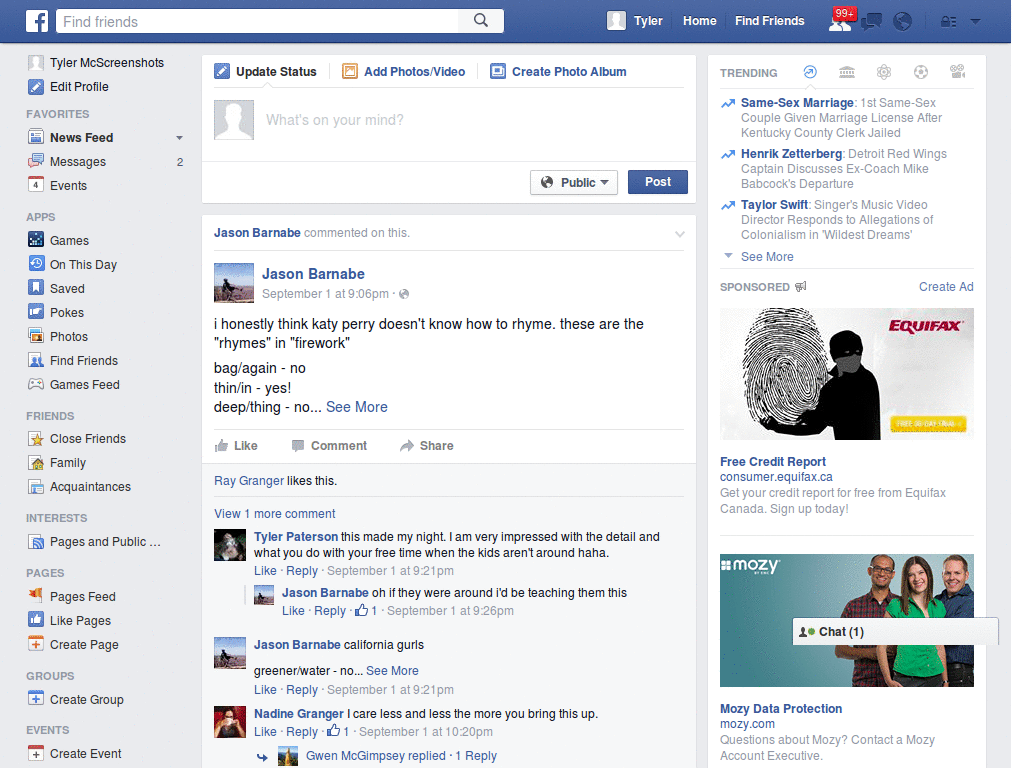 f Find friends Tyler Home Find Friends 99+
Tyler McScreenshots
Edit Profile
FAVORITES
News Feed
Messages 2
4 Events
APPS
Games
On This Day
Saved
Pokes
Photos
Find Friends
Games Feed
FRIENDS
Close Friends
Family
Acquaintances
INTERESTS
Pages and Public ...
PAGES
Pages Feed
Like Pages
Create Page
GROUPS
Create Group
EVENTS
Create Event
Update Status Add Photos/Video Create Photo Album
What's on your mind?
Public Post
Jason Barnabe commented on this.
Jason Barnabe
September 1 at 9:06pm ·
i honestly think katy perry doesn't know how to rhyme. these are the
"rhymes" in "firework"
bag/again - no
thin/in - yes!
deep/thing - no... See More
Like Comment Share
Ray Granger likes this.
View 1 more comment
Tyler Paterson this made my night. I am very impressed with the detail and
what you do with your free time when the kids aren't around haha.
Like · Reply · September 1 at 9:21pm
Jason Barnabe oh if they were around i'd be teaching them this
Like · Reply · 1 · September 1 at 9:26pm
Jason Barnabe california gurls
greener/water - no... See More
Like · Reply · September 1 at 9:21pm
Nadine Granger I care less and less the more you bring this up.
Like · Reply · 1 · September 1 at 10:20pm
Gwen McGimpsey replied · 1 Reply
TRENDING
Same-Sex Marriage: 1st Same-Sex
Couple Given Marriage License After
Kentucky County Clerk Jailed
Henrik Zetterberg: Detroit Red Wings
Captain Discusses Ex-Coach Mike
Babcock's Departure
Taylor Swift: Singer's Music Video
Director Responds to Allegations of
Colonialism in 'Wildest Dreams'
See More
SPONSORED Create Ad
EQUIFAX
FREE 30-DAY TRIAL
Free Credit Report
consumer.equifax.ca
Get your credit report for free from Equifax
Canada. Sign up today!
mozy
BY EMC
Chat (1)
Mozy Data Protection
mozy.com
Questions about Mozy? Contact a Mozy
Account Executive.